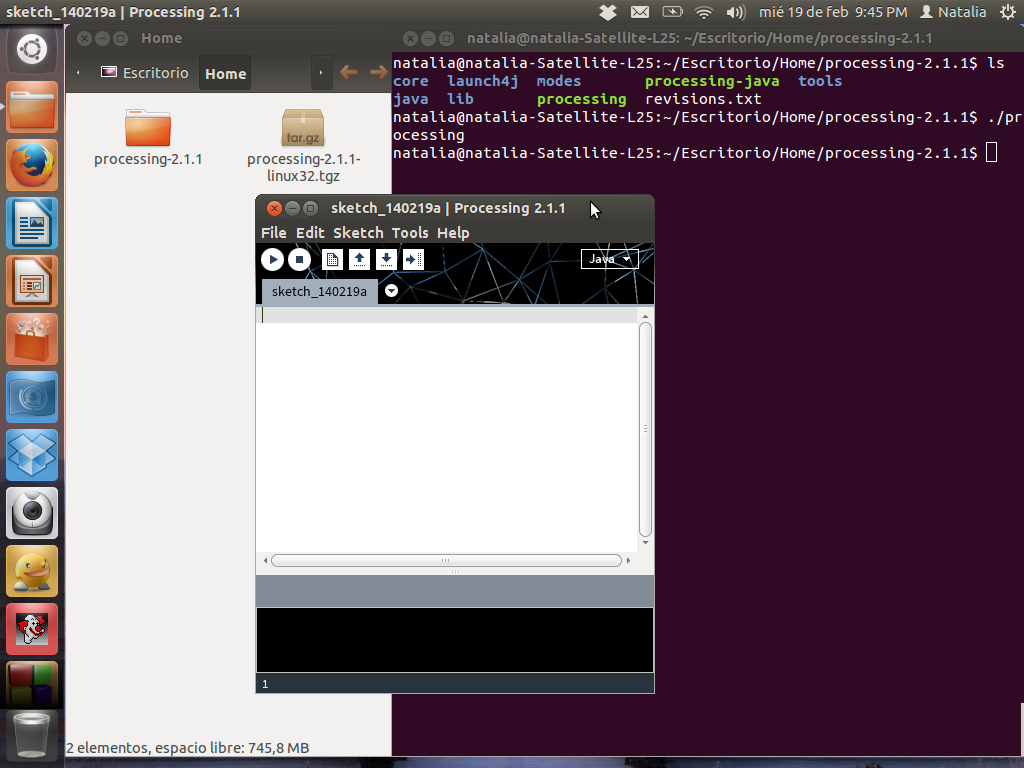 sketch_140219a | Processing 2.1.1
mié 19 de feb 9:45 PM
Natalia
Home
Escritorio
Home
processing-2.1.1
tar.gz
processing-2.1.1-
linux32.tgz
2 elementos, espacio libre: 745,8 MB
natalia@natalia-Satellite-L25: ~/Escritorio/Home/processing-2.1.1
natalia@natalia-Satellite-L25:~/Escritorio/Home/processing-2.1.1$ ls
core launch4j modes processing-java tools
java lib processing revisions.txt
natalia@natalia-Satellite-L25:~/Escritorio/Home/processing-2.1.1$ ./pr
ocessing
natalia@natalia-Satellite-L25:~/Escritorio/Home/processing-2.1.1$
sketch_140219a | Processing 2.1.1
File Edit Sketch Tools Help
Java
sketch_140219a
1